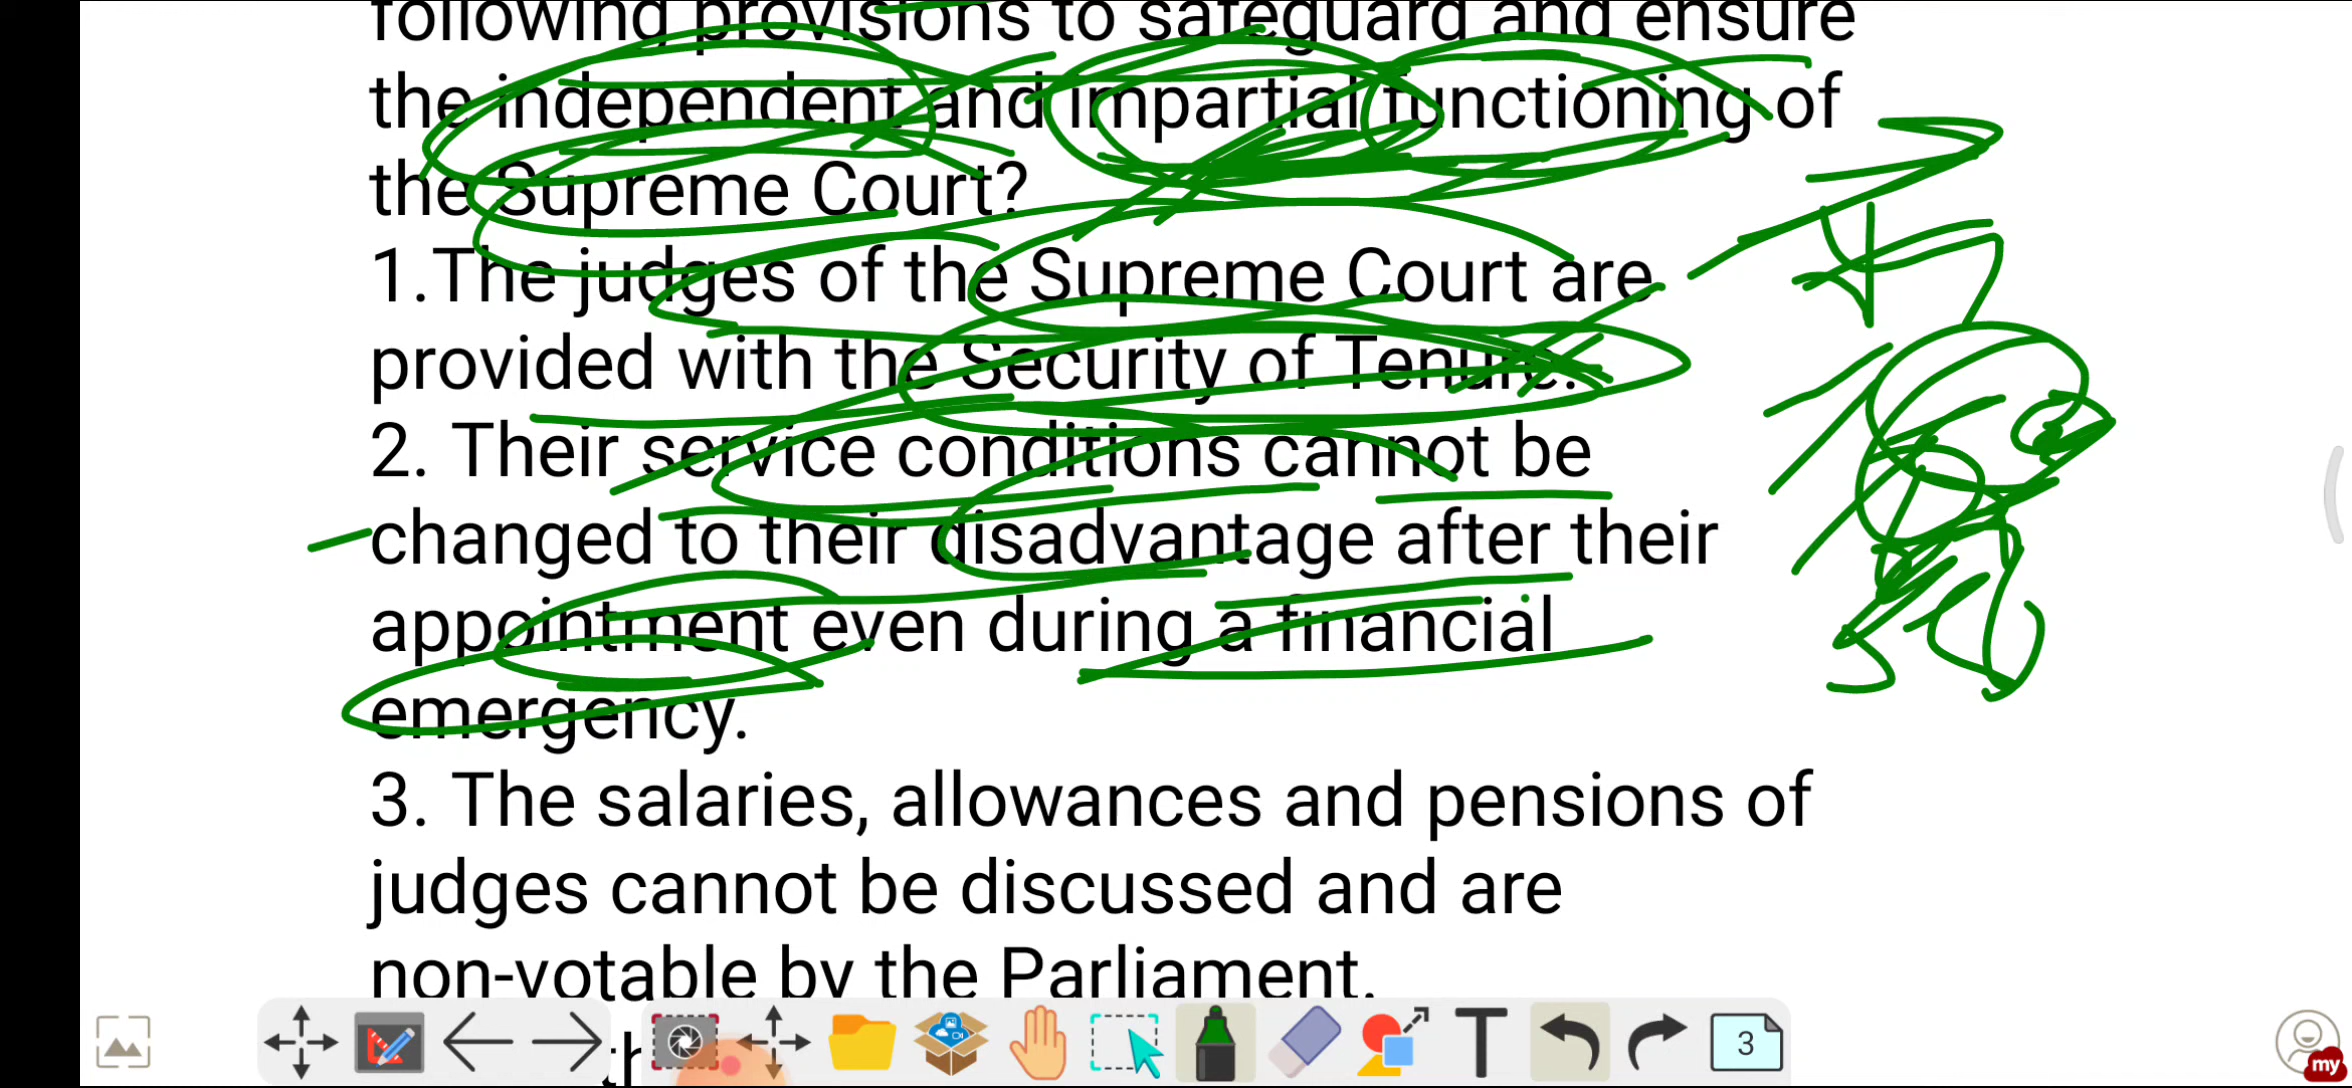 following provisions to safeguard and ensure
the independent and impartial functioning of
the Supreme Court?
1.The judges of the Supreme Court are
provided with the Security of Tenure.
2. Their service conditions cannot be
changed to their disadvantage after their
appointment even during a financial
emergency.
3. The salaries, allowances and pensions of
judges cannot be discussed and are
non-votable by the Parliament.
T
3
my